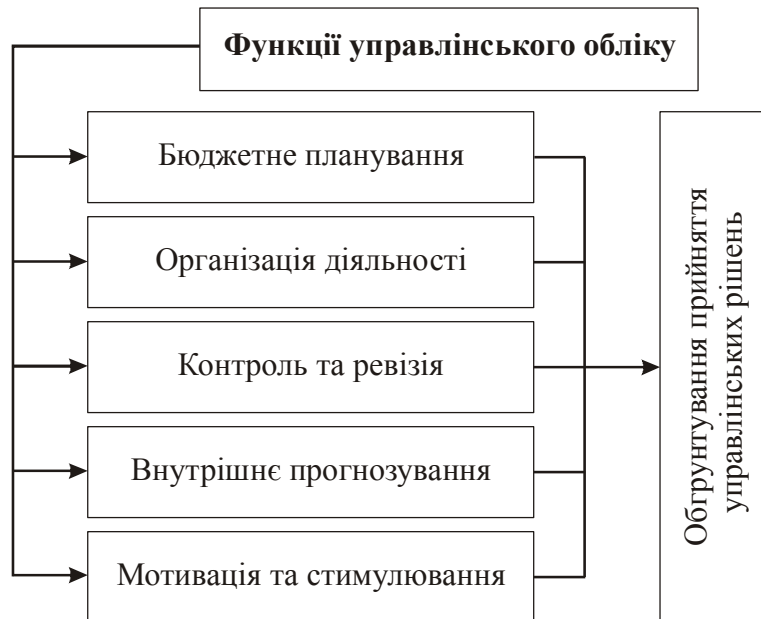 Функції управлінського обліку
Бюджетне планування
Організація діяльності
Контроль та ревізія
Внутрішнє прогнозування
Мотивація та стимулювання
Обгрунтування прийняття
управлінських рішень